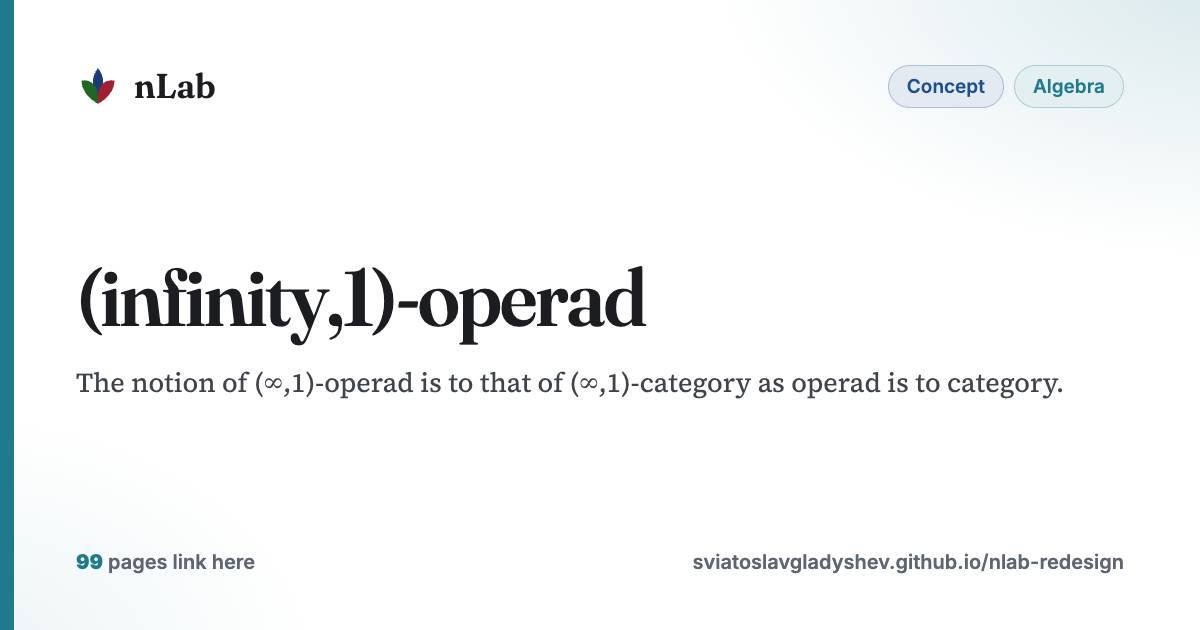 nLab
Concept
Algebra
(infinity,1)-operad
The notion of (∞,1)-operad is to that of (∞,1)-category as operad is to category.
99 pages link here
sviatoslavgladyshev.github.io/nlab-redesign